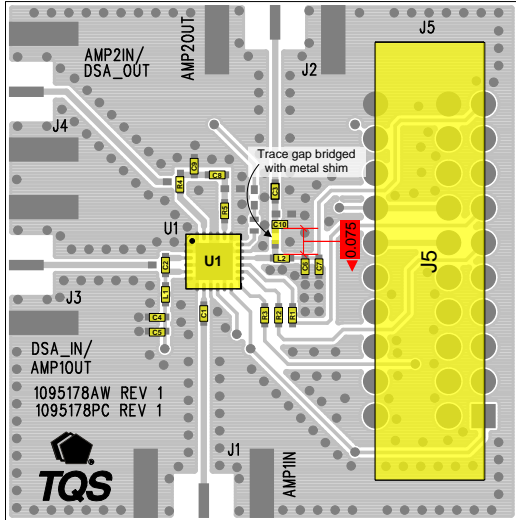 J5
AMP2IN/
DSA_OUT
AMP2OUT
J2
J4
Trace gap bridged
with metal shim
C9
C8
R4
C3
R5
U1
C10
0.075
U1
J5
C2
L2
C6
C7
L1
J3
C4
C5
C1
R3
R2
R1
DSA_IN/
AMP1OUT
1095178AW REV 1
1095178PC REV 1
J1
AMP1IN
TQS